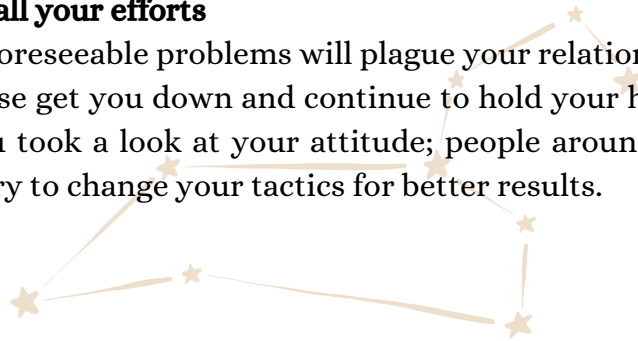 all your efforts
oreseeable problems will plague your relation
se get you down and continue to hold your h
took a look at your attitude; people aroun
ry to change your tactics for better results.